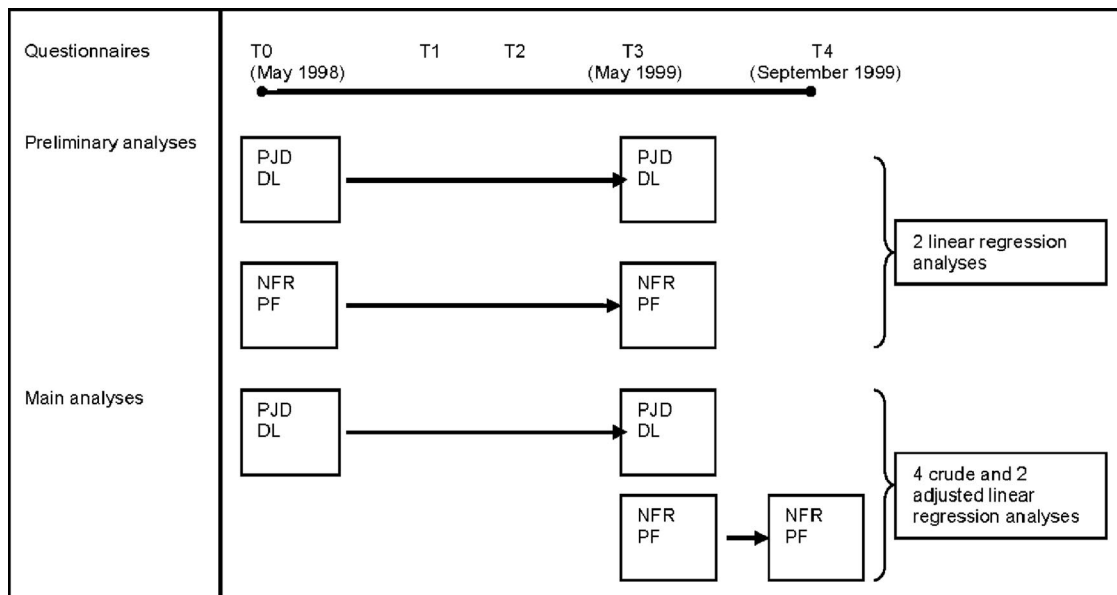 Questionnaires
T0 T1 T2 T3 T4
(May 1998) (May 1999) (September 1999)
Preliminary analyses
PJD
DL
PJD
DL
2 linear regression
analyses
NFR
PF
NFR
PF
Main analyses
PJD
DL
PJD
DL
4 crude and 2
adjusted linear
regression analyses
NFR
PF
NFR
PF